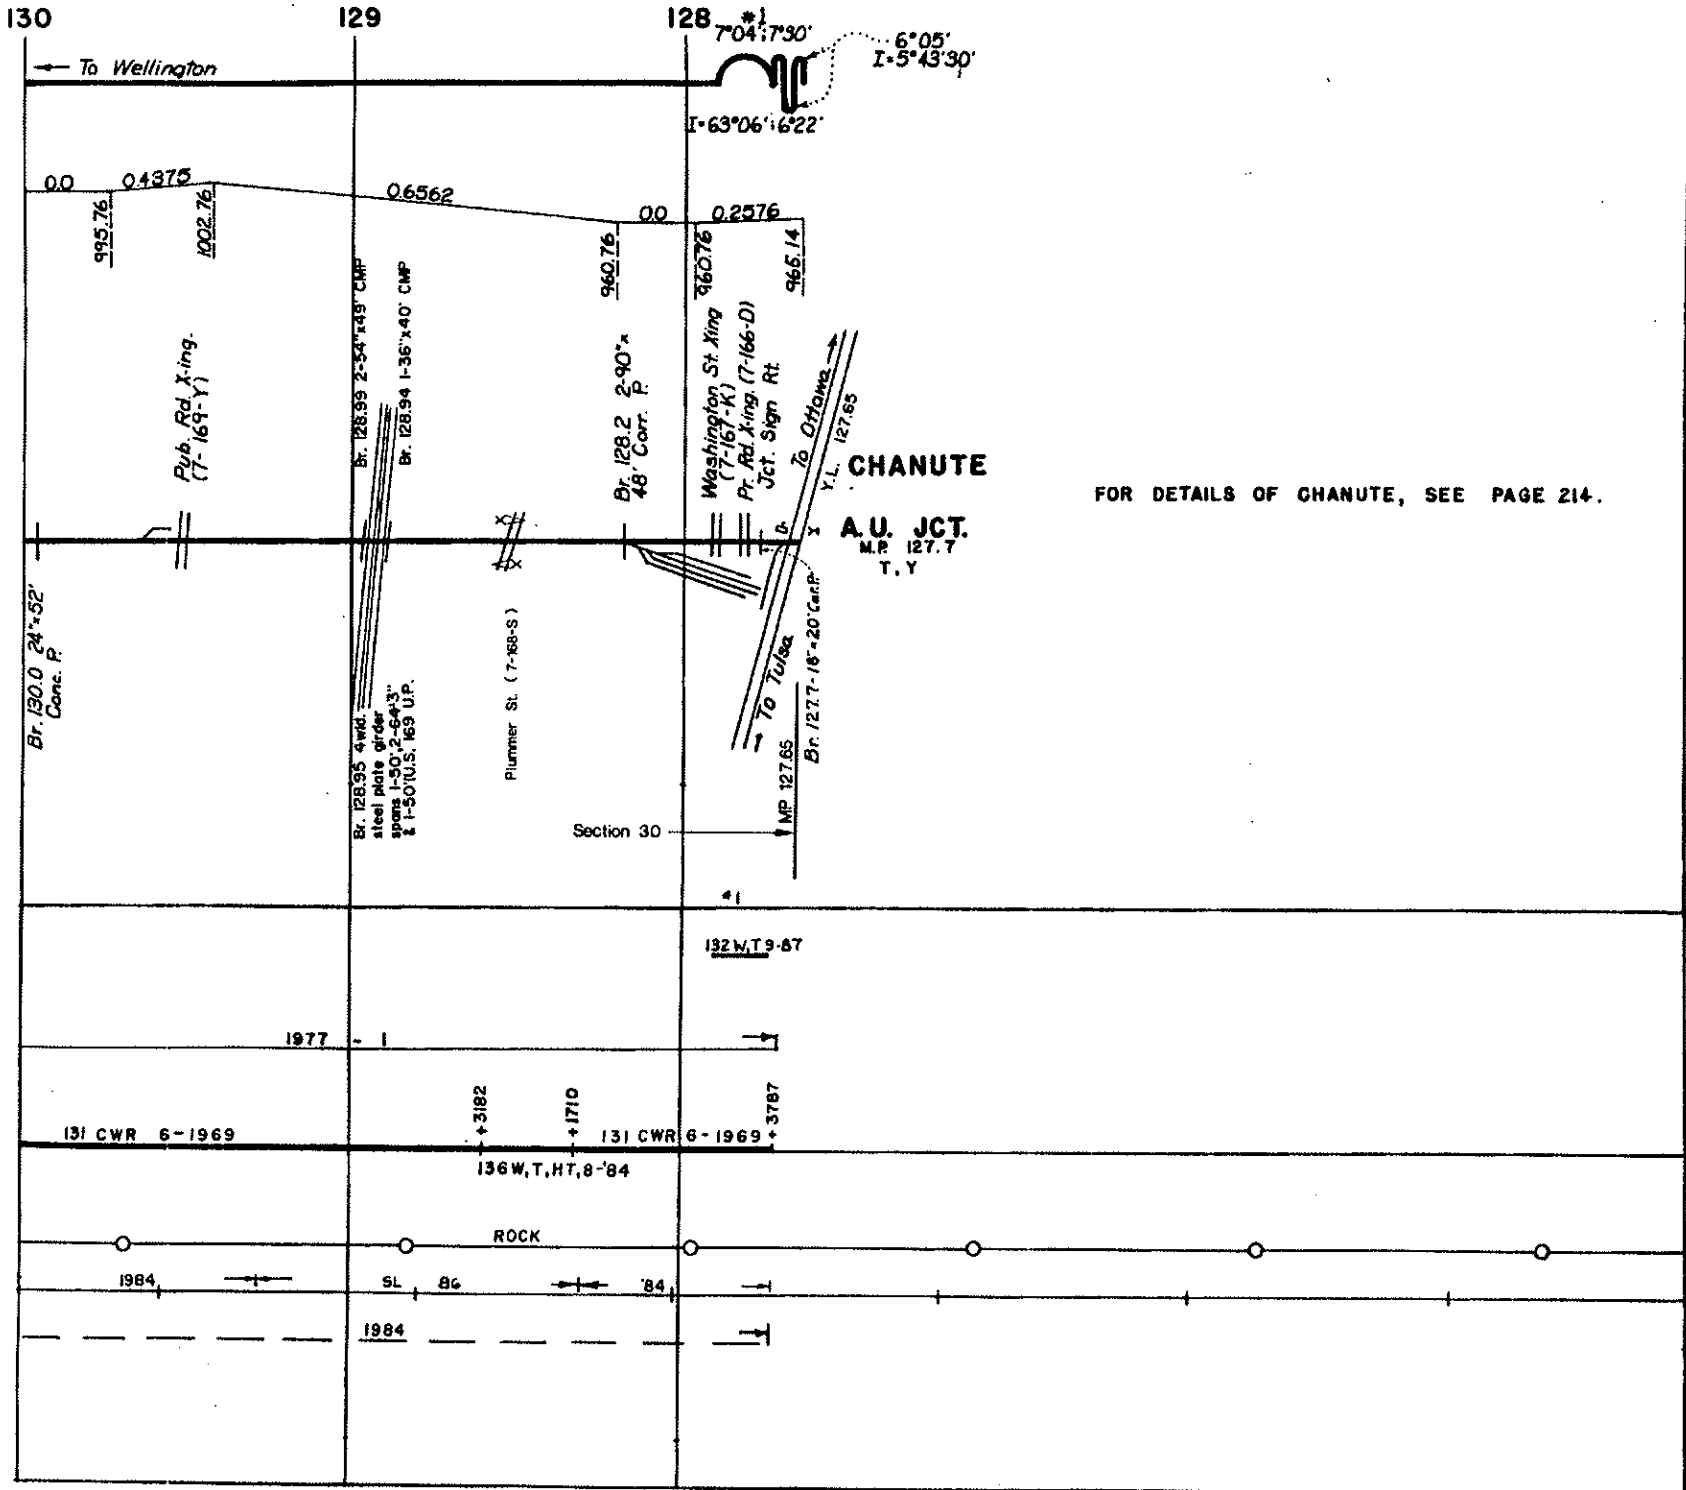 130
129
128
*1
7°04'; 7'30'
6°05'
I=5°43'30'
← To Wellington
I=63°06'; 6°22'
0.0
0.4375
0.6562
0.0
0.2576
995.76
1002.76
960.76
960.76
965.14
Pub. Rd. X-ing.
(7-169-Y)
Br. 128.99 2-54"x49' CMP
Br. 128.94 1-36"x40' CMP
Br. 128.2 2-90"x
48' Corr. P.
Washington St. Xing
(7-167-K)
Pr. Rd. X-ing. (7-166-D)
Jct. Sign Rt.
To Ottawa →
Y.L. 127.65
CHANUTE
FOR DETAILS OF CHANUTE, SEE PAGE 214.
A.U. JCT.
M.P. 127.7
T, Y
Br. 130.0 24"x52'
Conc. P.
Br. 128.95 4 wld.
steel plate girder
spans 1-50', 2-64'3"
& 1-50' (U.S. 169 U.P.
Plummer St. (7-168-S)
← To Tulsa
MP 127.65
Br. 127.7-18"x20' Cor. P.
Section 30
*1
132 W,T 9-87
1977 - 1
+3182
+1710
+3787
131 CWR 6-1969
131 CWR 6-1969
136 W,T,HT,8-'84
ROCK
1984
SL 86
'84
1984